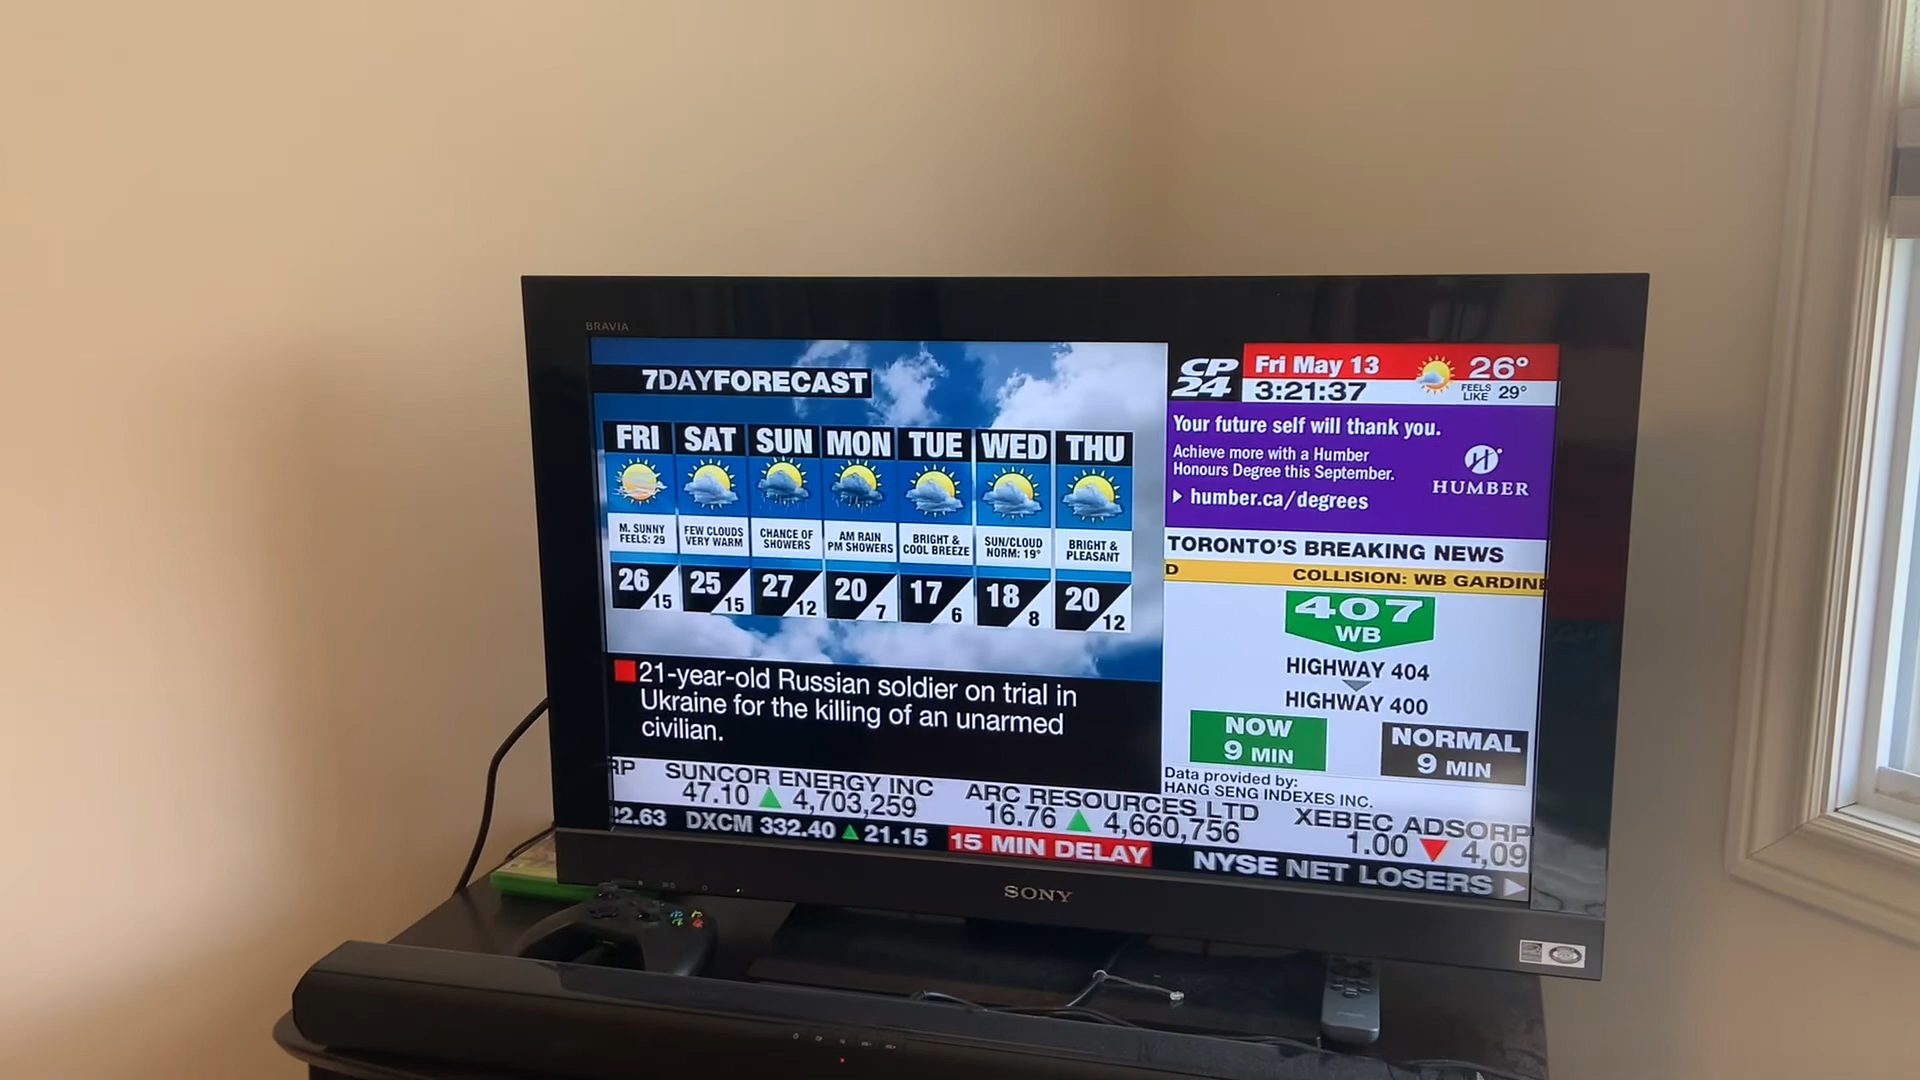 BRAVIA
7DAYFORECAST
FRI SAT SUN MON TUE WED THU
M. SUNNY
FEELS: 29
FEW CLOUDS
VERY WARM
CHANCE OF
SHOWERS
AM RAIN
PM SHOWERS
BRIGHT &
COOL BREEZE
SUN/CLOUD
NORM: 19°
BRIGHT &
PLEASANT
26 15 25 15 27 12 20 7 17 6 18 8 20 12
21-year-old Russian soldier on trial in
Ukraine for the killing of an unarmed
civilian.
CP
24
Fri May 13
3:21:37
26°
FEELS
LIKE 29°
Your future self will thank you.
Achieve more with a Humber
Honours Degree this September.
humber.ca/degrees
HUMBER
TORONTO'S BREAKING NEWS
D COLLISION: WB GARDINE
407
WB
HIGHWAY 404
HIGHWAY 400
NOW
9 MIN
NORMAL
9 MIN
Data provided by:
HANG SENG INDEXES INC.
RP SUNCOR ENERGY INC ARC RESOURCES LTD XEBEC ADSORP
47.10 4,703,259 16.76 4,660,756 1.00 4,09
22.63 DXCM 332.40 21.15 15 MIN DELAY NYSE NET LOSERS
SONY